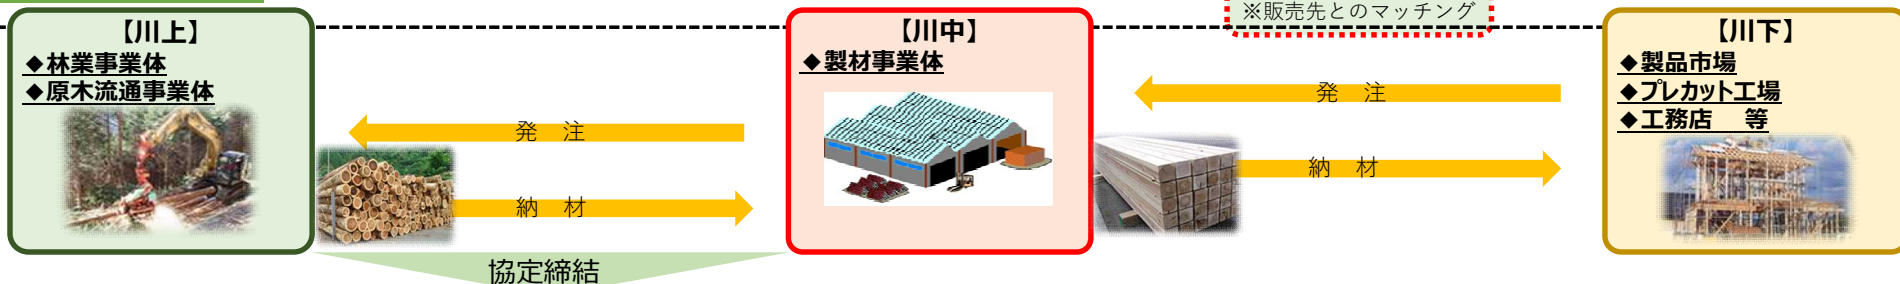 ※販売先とのマッチング
【川上】
◆林業事業体
◆原木流通事業体
発 注
納 材
協定締結
【川中】
◆製材事業体
発 注
納 材
【川下】
◆製品市場
◆プレカット工場
◆工務店 等